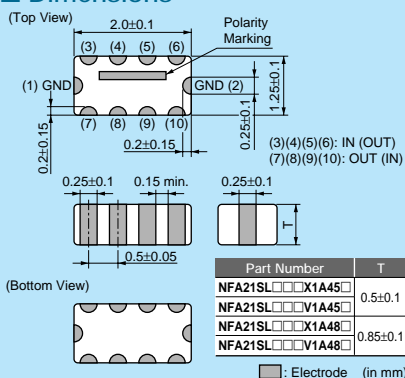 Dimensions
(Top View)
2.0±0.1
Polarity
Marking
(3) (4) (5) (6)
(1) GND
GND (2)
(7) (8) (9) (10)
0.2±0.15
0.2±0.15
0.25±0.1
1.25±0.1
(3)(4)(5)(6): IN (OUT)
(7)(8)(9)(10): OUT (IN)
0.25±0.1
0.15 min.
0.25±0.1
T
0.5±0.05
(Bottom View)
Part Number T
NFA21SL□□□X1A45□
NFA21SL□□□V1A45□
0.5±0.1
NFA21SL□□□X1A48□
NFA21SL□□□V1A48□
0.85±0.1
: Electrode (in mm)